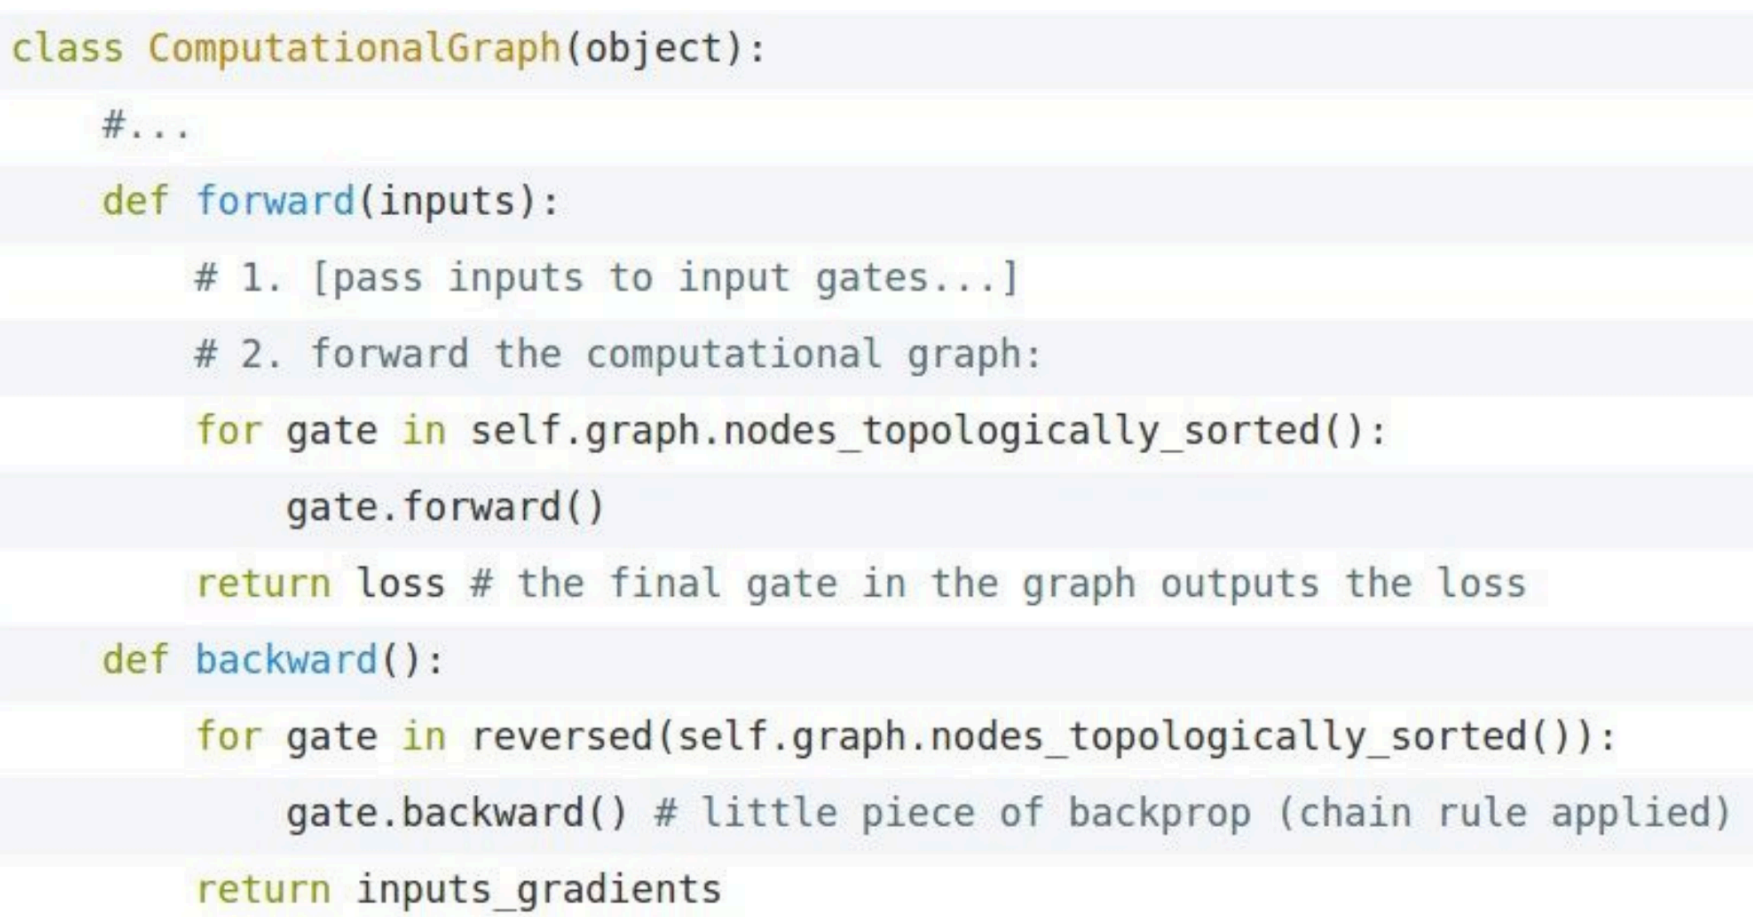 class ComputationalGraph(object):
    #...
    def forward(inputs):
        # 1. [pass inputs to input gates...]
        # 2. forward the computational graph:
        for gate in self.graph.nodes_topologically_sorted():
            gate.forward()
        return loss # the final gate in the graph outputs the loss
    def backward():
        for gate in reversed(self.graph.nodes_topologically_sorted()):
            gate.backward() # little piece of backprop (chain rule applied)
        return inputs_gradients